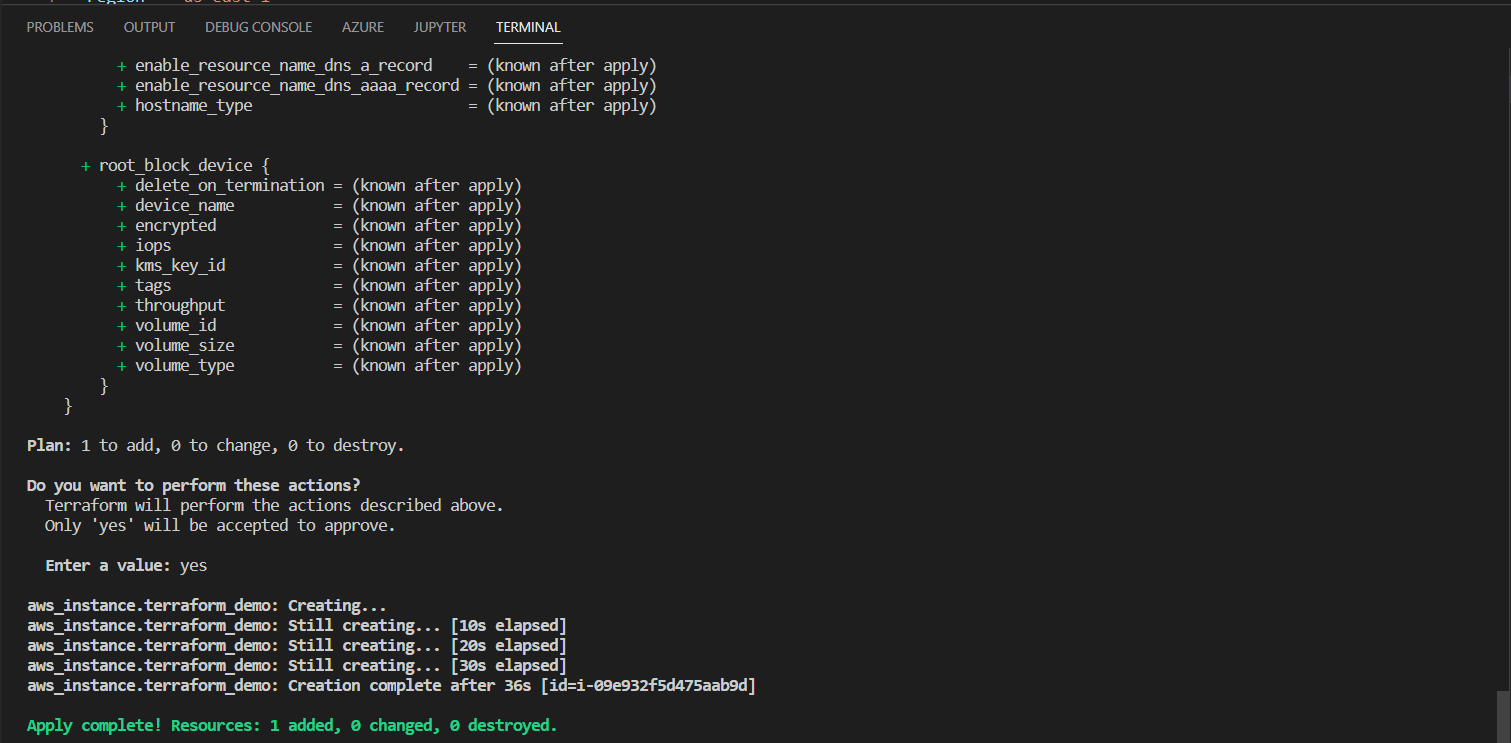 region    us-east-1
PROBLEMS   OUTPUT   DEBUG CONSOLE   AZURE   JUPYTER   TERMINAL
          + enable_resource_name_dns_a_record    = (known after apply)
          + enable_resource_name_dns_aaaa_record = (known after apply)
          + hostname_type                        = (known after apply)
        }
      + root_block_device {
          + delete_on_termination = (known after apply)
          + device_name           = (known after apply)
          + encrypted             = (known after apply)
          + iops                  = (known after apply)
          + kms_key_id            = (known after apply)
          + tags                  = (known after apply)
          + throughput            = (known after apply)
          + volume_id             = (known after apply)
          + volume_size           = (known after apply)
          + volume_type           = (known after apply)
        }
    }
Plan: 1 to add, 0 to change, 0 to destroy.
Do you want to perform these actions?
  Terraform will perform the actions described above.
  Only 'yes' will be accepted to approve.
  Enter a value: yes
aws_instance.terraform_demo: Creating...
aws_instance.terraform_demo: Still creating... [10s elapsed]
aws_instance.terraform_demo: Still creating... [20s elapsed]
aws_instance.terraform_demo: Still creating... [30s elapsed]
aws_instance.terraform_demo: Creation complete after 36s [id=i-09e932f5d475aab9d]
Apply complete! Resources: 1 added, 0 changed, 0 destroyed.